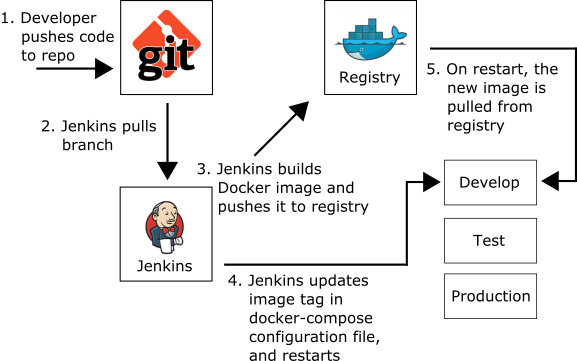 1. Developer
pushes code
to repo
git
Registry
5. On restart, the
new image is
pulled from
registry
2. Jenkins pulls
branch
3. Jenkins builds
Docker image and
pushes it to registry
Develop
Jenkins
Test
4. Jenkins updates
image tag in
docker-compose
configuration file,
and restarts
Production